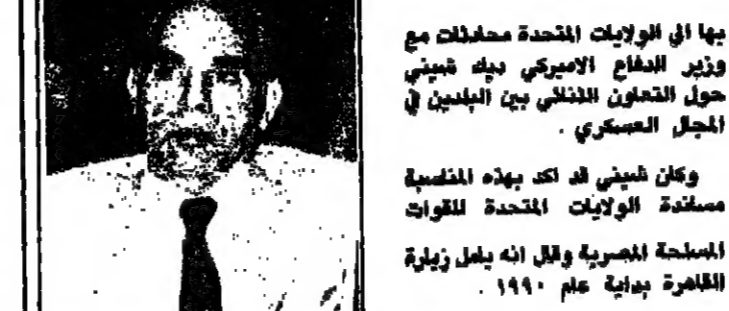 بها الى الولايات المتحدة محادثات مع
وزير الدفاع الاميركي ديك تشيني
حول التعاون الثنائي بين البلدين في
المجال العسكري .
وكان تشيني قد اكد بهذه المناسبة
مساندة الولايات المتحدة للقوات
المسلحة المصرية وقال انه يامل زيارة
القاهرة بداية عام ١٩٩٠ .